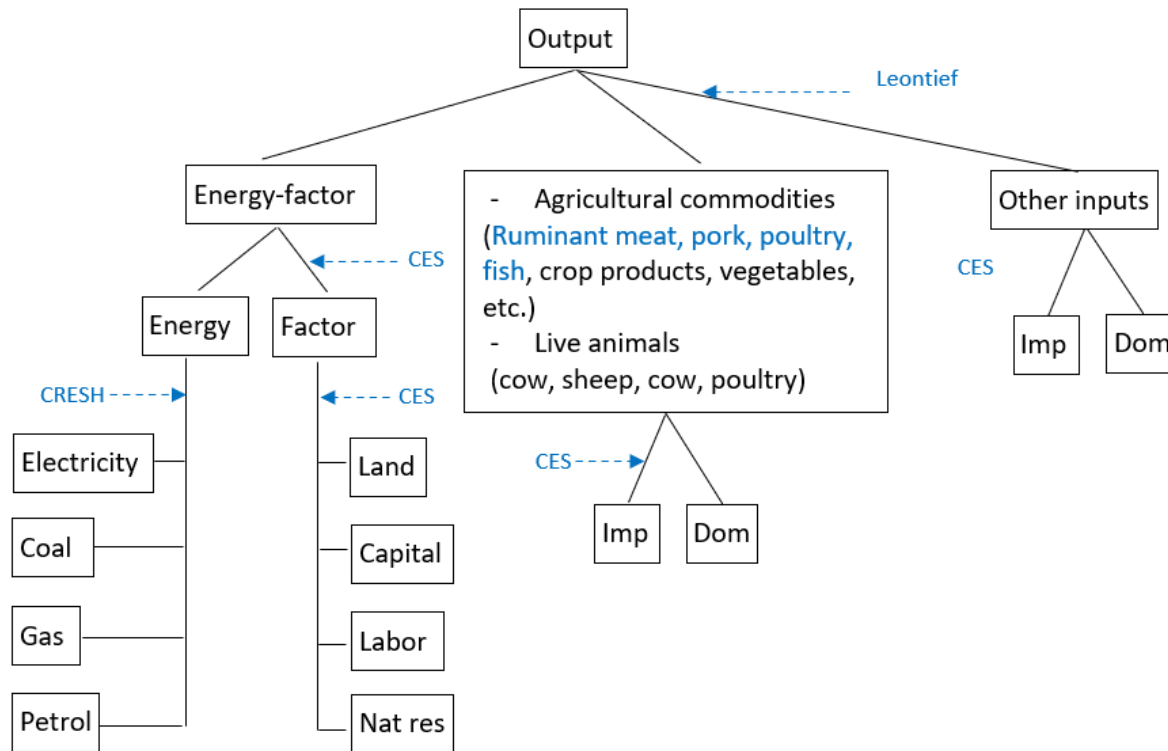 Output
Leontief
Energy-factor
- Agricultural commodities
(Ruminant meat, pork, poultry,
fish, crop products, vegetables,
etc.)
- Live animals
(cow, sheep, cow, poultry)
Other inputs
CES
CES
Energy
Factor
Imp
Dom
CRESH
CES
Electricity
Land
CES
Imp
Dom
Coal
Capital
Gas
Labor
Petrol
Nat res